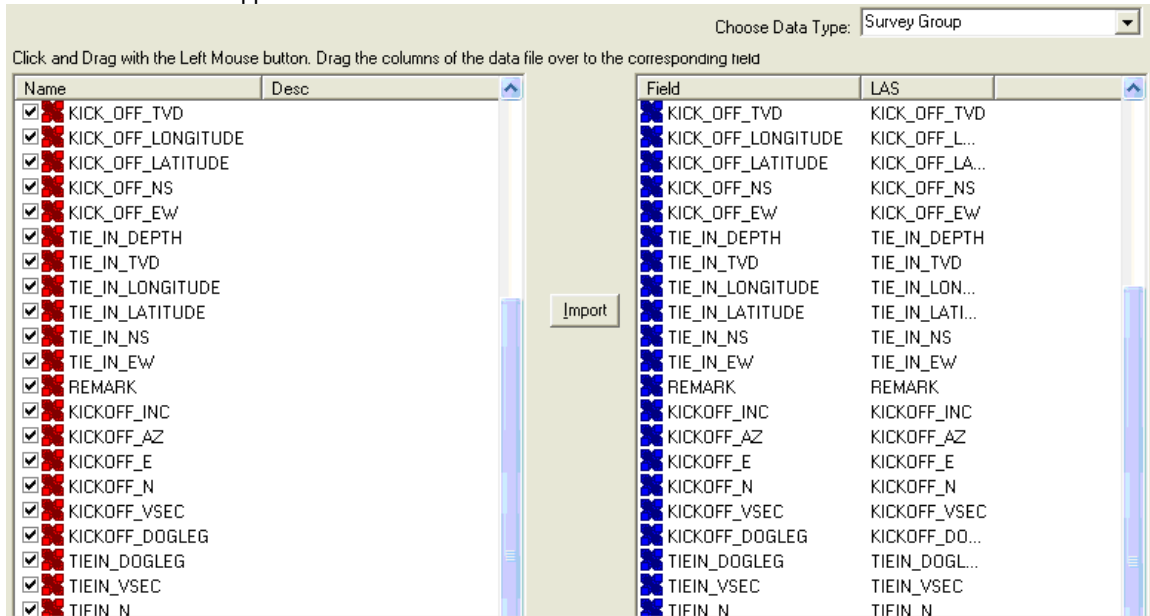 Choose Data Type: Survey Group
Click and Drag with the Left Mouse button. Drag the columns of the data file over to the corresponding field
Name Desc Field LAS
KICK_OFF_TVD KICK_OFF_TVD KICK_OFF_TVD
KICK_OFF_LONGITUDE KICK_OFF_LONGITUDE KICK_OFF_L...
KICK_OFF_LATITUDE KICK_OFF_LATITUDE KICK_OFF_LA...
KICK_OFF_NS KICK_OFF_NS KICK_OFF_NS
KICK_OFF_EW KICK_OFF_EW KICK_OFF_EW
TIE_IN_DEPTH TIE_IN_DEPTH TIE_IN_DEPTH
TIE_IN_TVD TIE_IN_TVD TIE_IN_TVD
TIE_IN_LONGITUDE TIE_IN_LONGITUDE TIE_IN_LON...
TIE_IN_LATITUDE Import TIE_IN_LATITUDE TIE_IN_LATI...
TIE_IN_NS TIE_IN_NS TIE_IN_NS
TIE_IN_EW TIE_IN_EW TIE_IN_EW
REMARK REMARK REMARK
KICKOFF_INC KICKOFF_INC KICKOFF_INC
KICKOFF_AZ KICKOFF_AZ KICKOFF_AZ
KICKOFF_E KICKOFF_E KICKOFF_E
KICKOFF_N KICKOFF_N KICKOFF_N
KICKOFF_VSEC KICKOFF_VSEC KICKOFF_VSEC
KICKOFF_DOGLEG KICKOFF_DOGLEG KICKOFF_DO...
TIEIN_DOGLEG TIEIN_DOGLEG TIEIN_DOGL...
TIEIN_VSEC TIEIN_VSEC TIEIN_VSEC
TIEIN_N TIEIN_N TIEIN_N